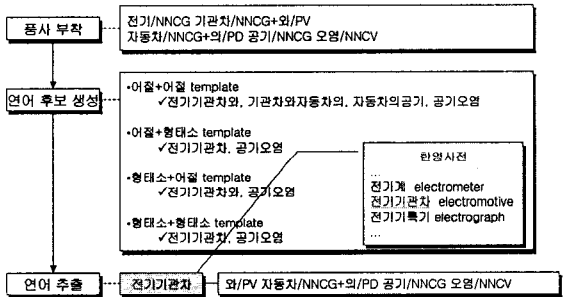 품사 부착
전기/NNCG 기관차/NNCG+와/PV
자동차/NNCG+의/PD 공기/NNCG 오염/NNCV
연어 후보 생성
•어절+어절 template
✓전기기관차와, 기관차와자동차의, 자동차의공기, 공기오염
•어절+형태소 template
✓전기기관차, 공기오염
•형태소+어절 template
✓전기기관차와, 공기오염
•형태소+형태소 template
✓전기기관차, 공기오염
한영사전
...
전기계 electrometer
전기기관차 electromotive
전기기록기 electrograph
...
연어 추출
전기기관차
와/PV 자동차/NNCG+의/PD 공기/NNCG 오염/NNCV